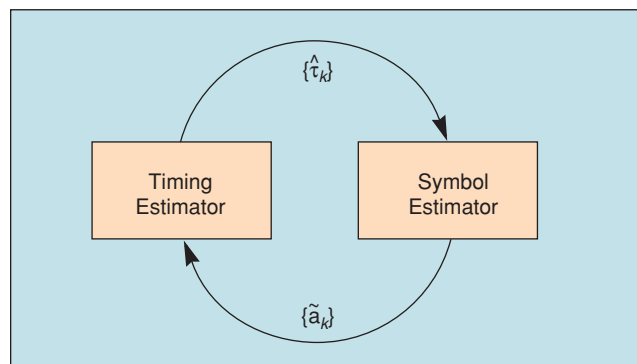 {τ̂ₖ}
Timing
Estimator
Symbol
Estimator
{ãₖ}